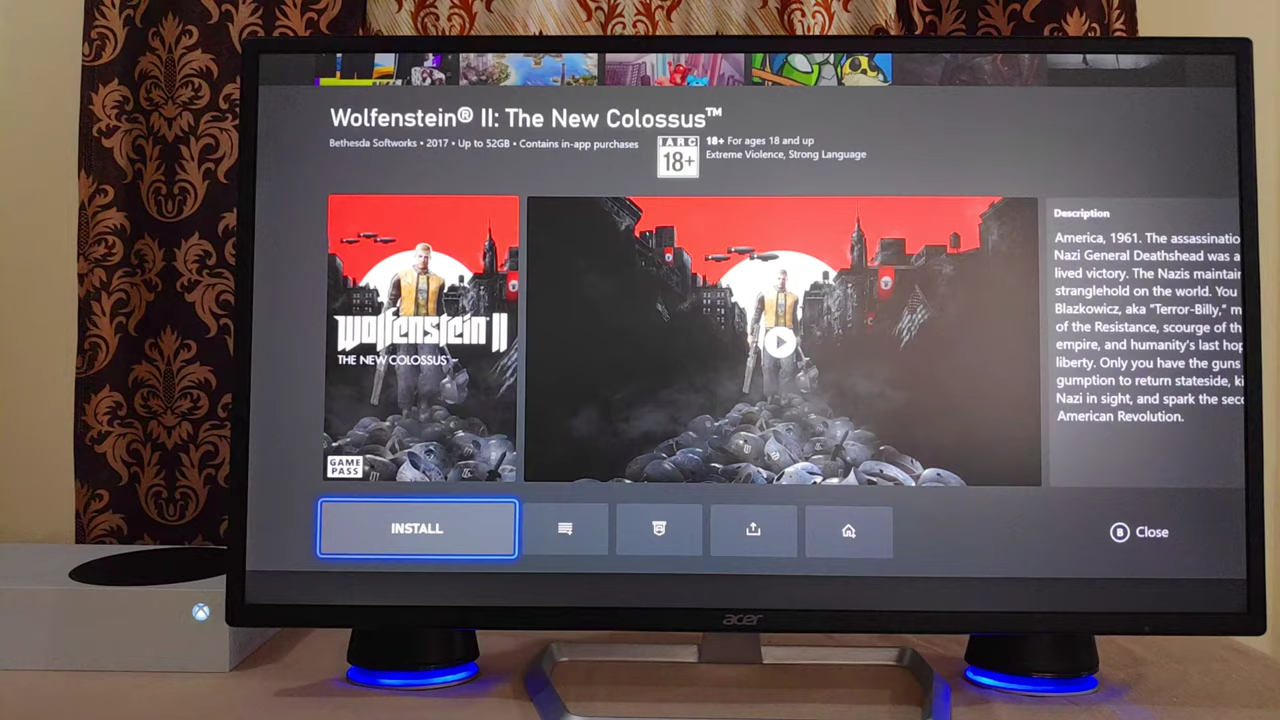 Wolfenstein® II: The New Colossus™
Bethesda Softworks • 2017 • Up to 52GB • Contains in-app purchases
IARC
18+
18+ For ages 18 and up
Extreme Violence, Strong Language
Wolfenstein II
THE NEW COLOSSUS
GAME
PASS
Description
America, 1961. The assassinatio
Nazi General Deathshead was a
lived victory. The Nazis maintain
stranglehold on the world. You
Blazkowicz, aka “Terror-Billy,” m
of the Resistance, scourge of th
empire, and humanity's last hop
liberty. Only you have the guns
gumption to return stateside, ki
Nazi in sight, and spark the seco
American Revolution.
INSTALL
B Close
acer